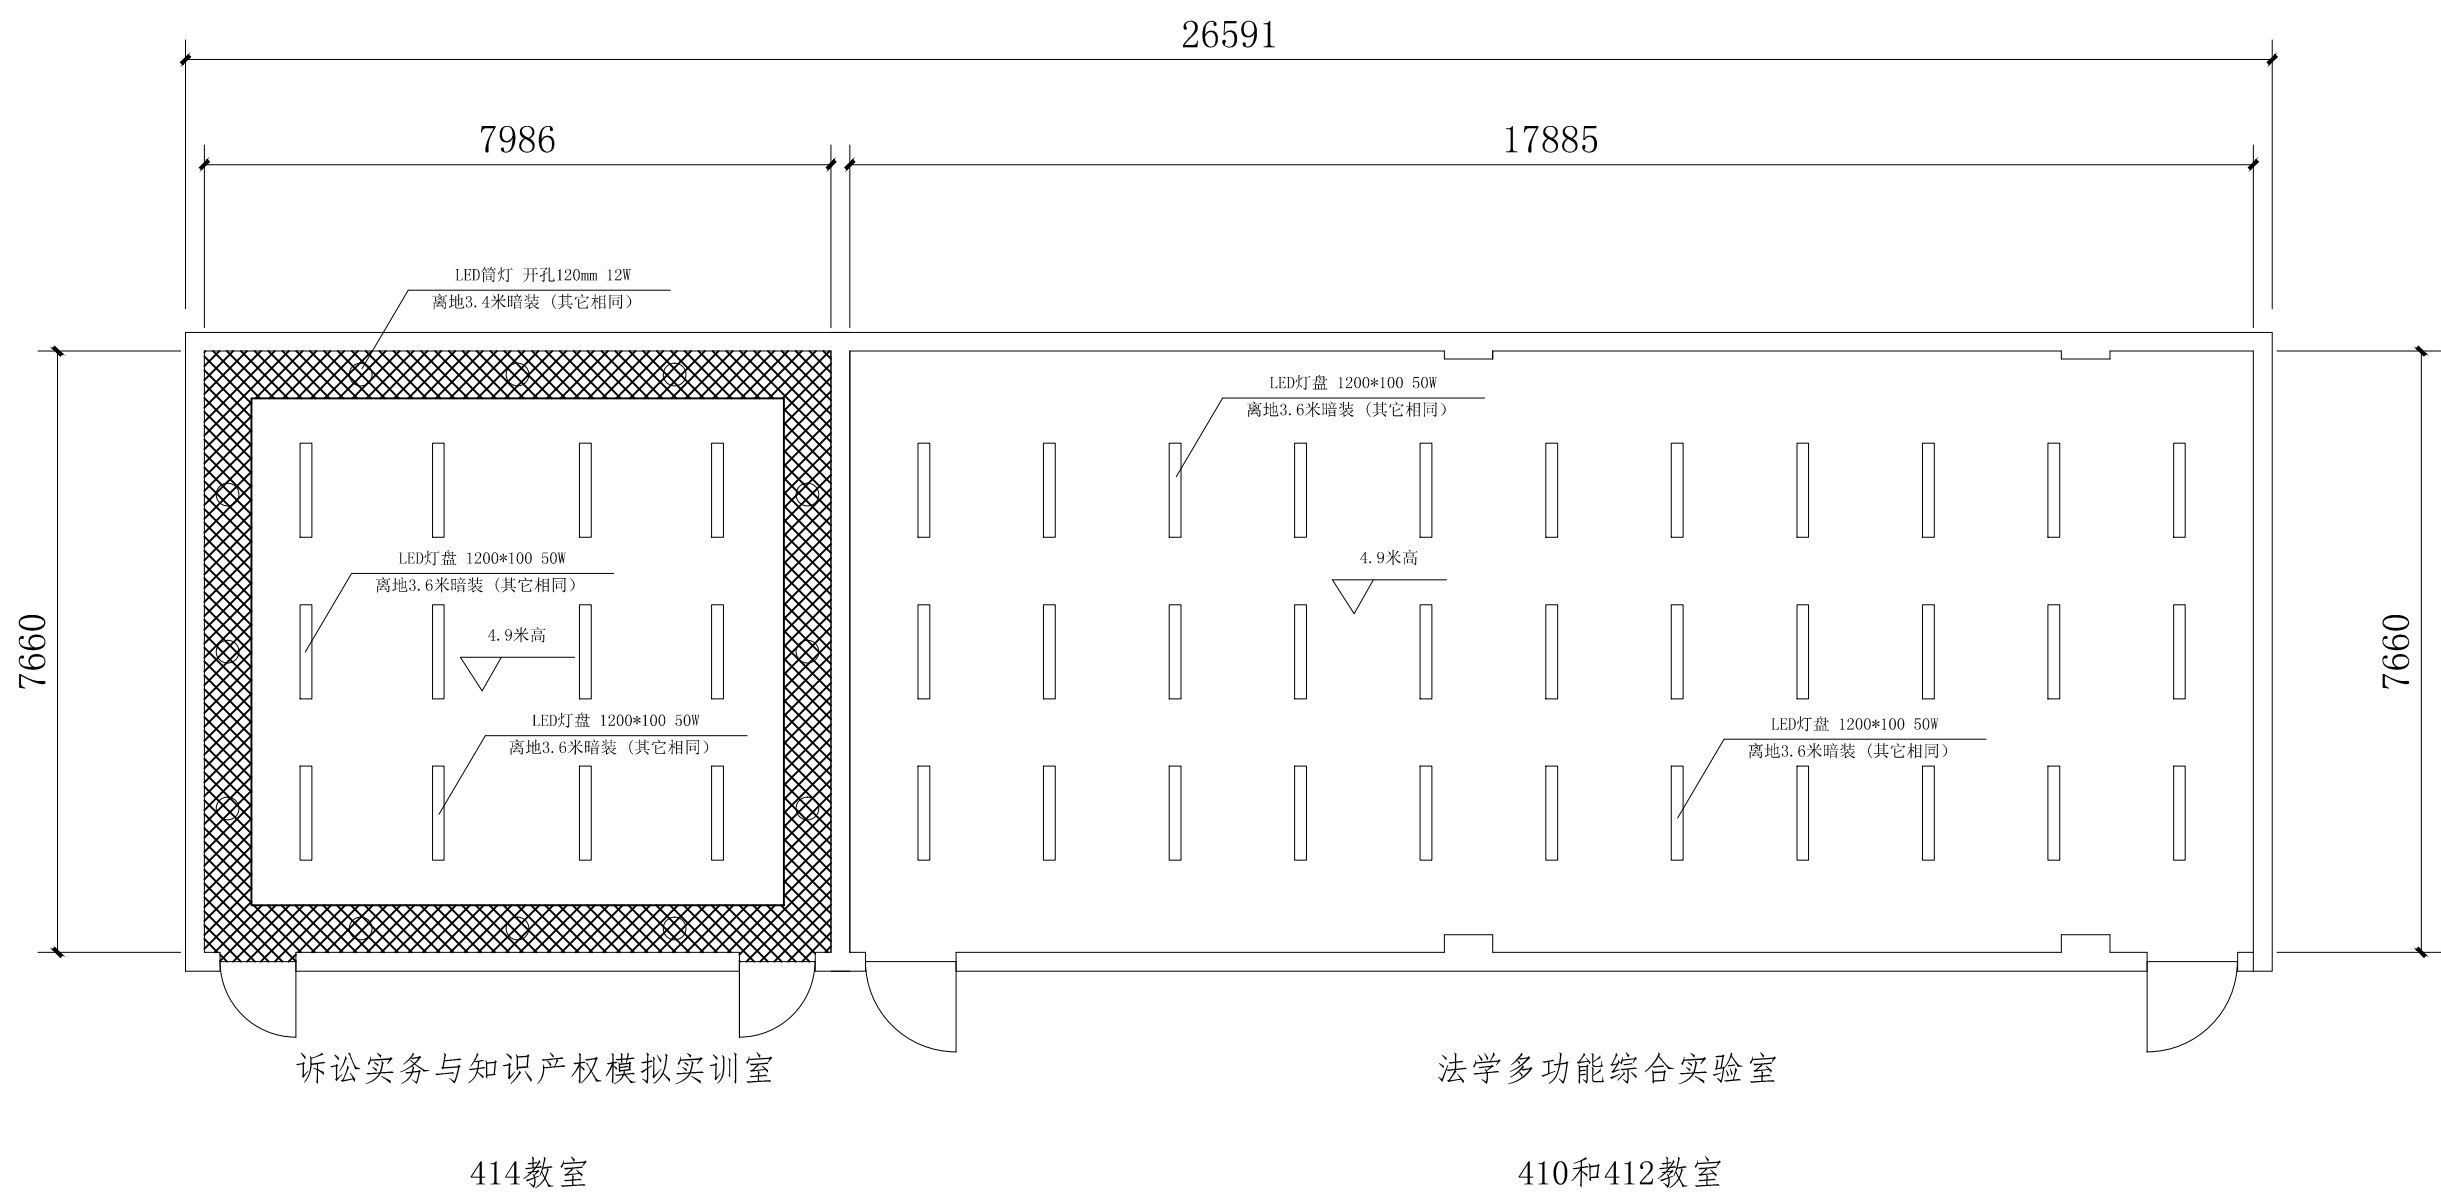 26591
7986
17885
LED筒灯 开孔120mm 12W
离地3.4米暗装（其它相同）
LED灯盘 1200*100 50W
离地3.6米暗装（其它相同）
LED灯盘 1200*100 50W
离地3.6米暗装（其它相同）
4.9米高
4.9米高
7660
7660
LED灯盘 1200*100 50W
离地3.6米暗装（其它相同）
LED灯盘 1200*100 50W
离地3.6米暗装（其它相同）
诉讼实务与知识产权模拟实训室
法学多功能综合实验室
414教室
410和412教室